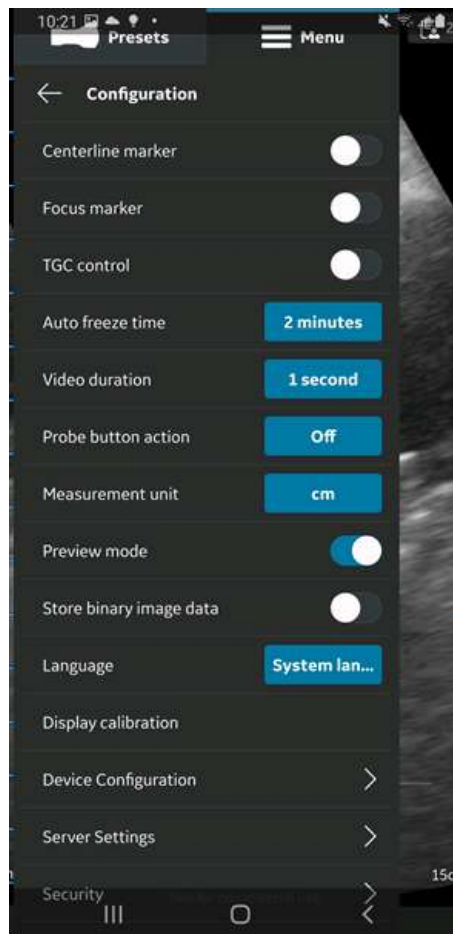 10:21
Presets
Menu
Configuration
Centerline marker
Focus marker
TGC control
Auto freeze time
2 minutes
Video duration
1 second
Probe button action
Off
Measurement unit
cm
Preview mode
Store binary image data
Language
System lan...
Display calibration
Device Configuration
Server Settings
Security